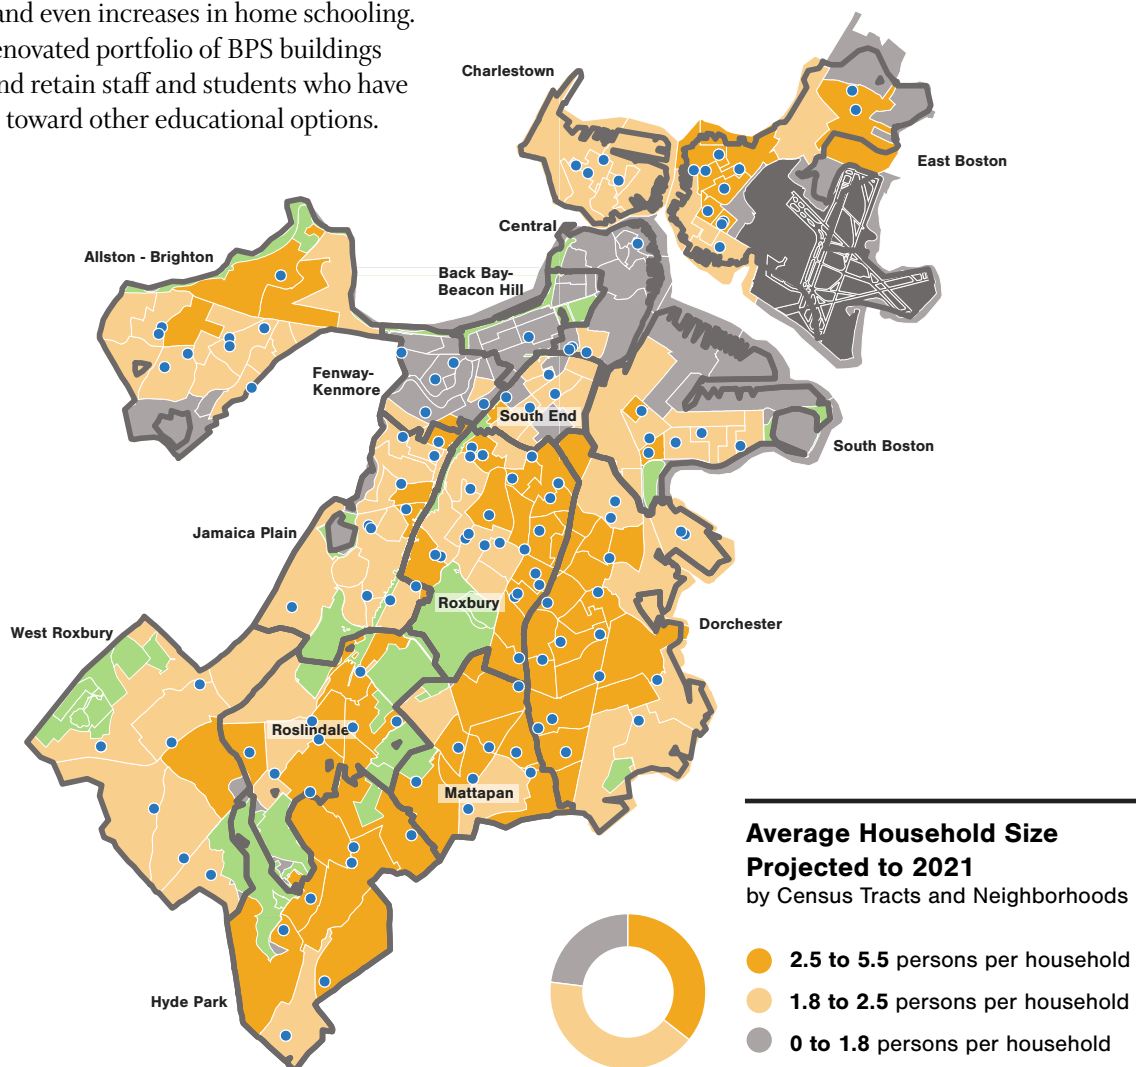 and even increases in home schooling.
enovated portfolio of BPS buildings
nd retain staff and students who have
toward other educational options.
Charlestown
East Boston
Central
Allston - Brighton
Back Bay-
Beacon Hill
Fenway-
Kenmore
South End
South Boston
Jamaica Plain
Roxbury
West Roxbury
Dorchester
Roslindale
Mattapan
Hyde Park
Average Household Size
Projected to 2021
by Census Tracts and Neighborhoods
2.5 to 5.5 persons per household
1.8 to 2.5 persons per household
0 to 1.8 persons per household